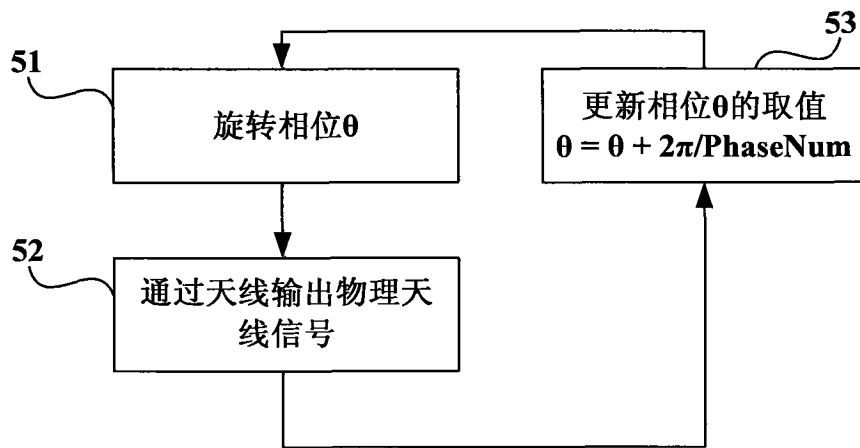 51
旋转相位θ
52
通过天线输出物理天
线信号
53
更新相位θ的取值
θ = θ + 2π/PhaseNum